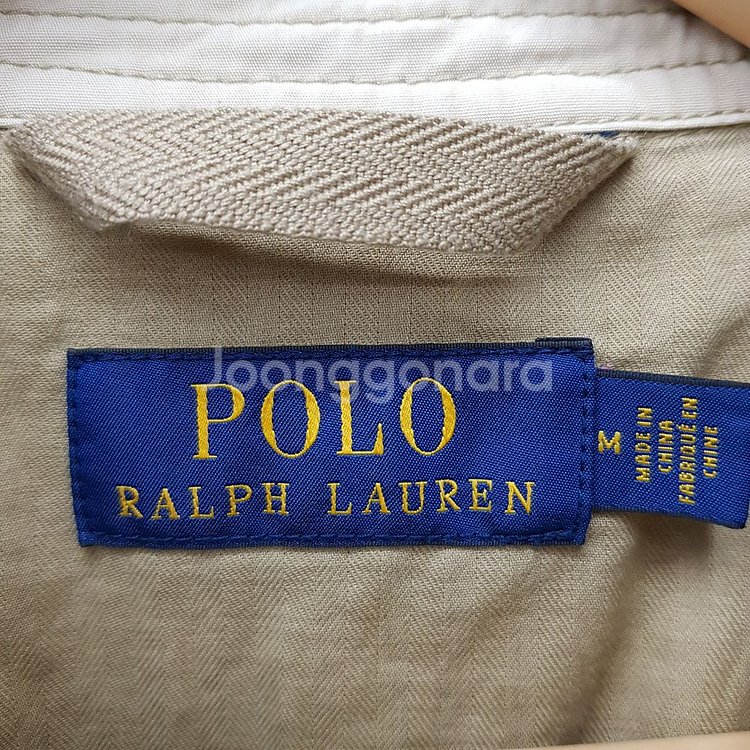 Joonggonara
POLO
RALPH LAUREN
M
MADE IN
CHINA
FABRIQUÉ EN
CHINE